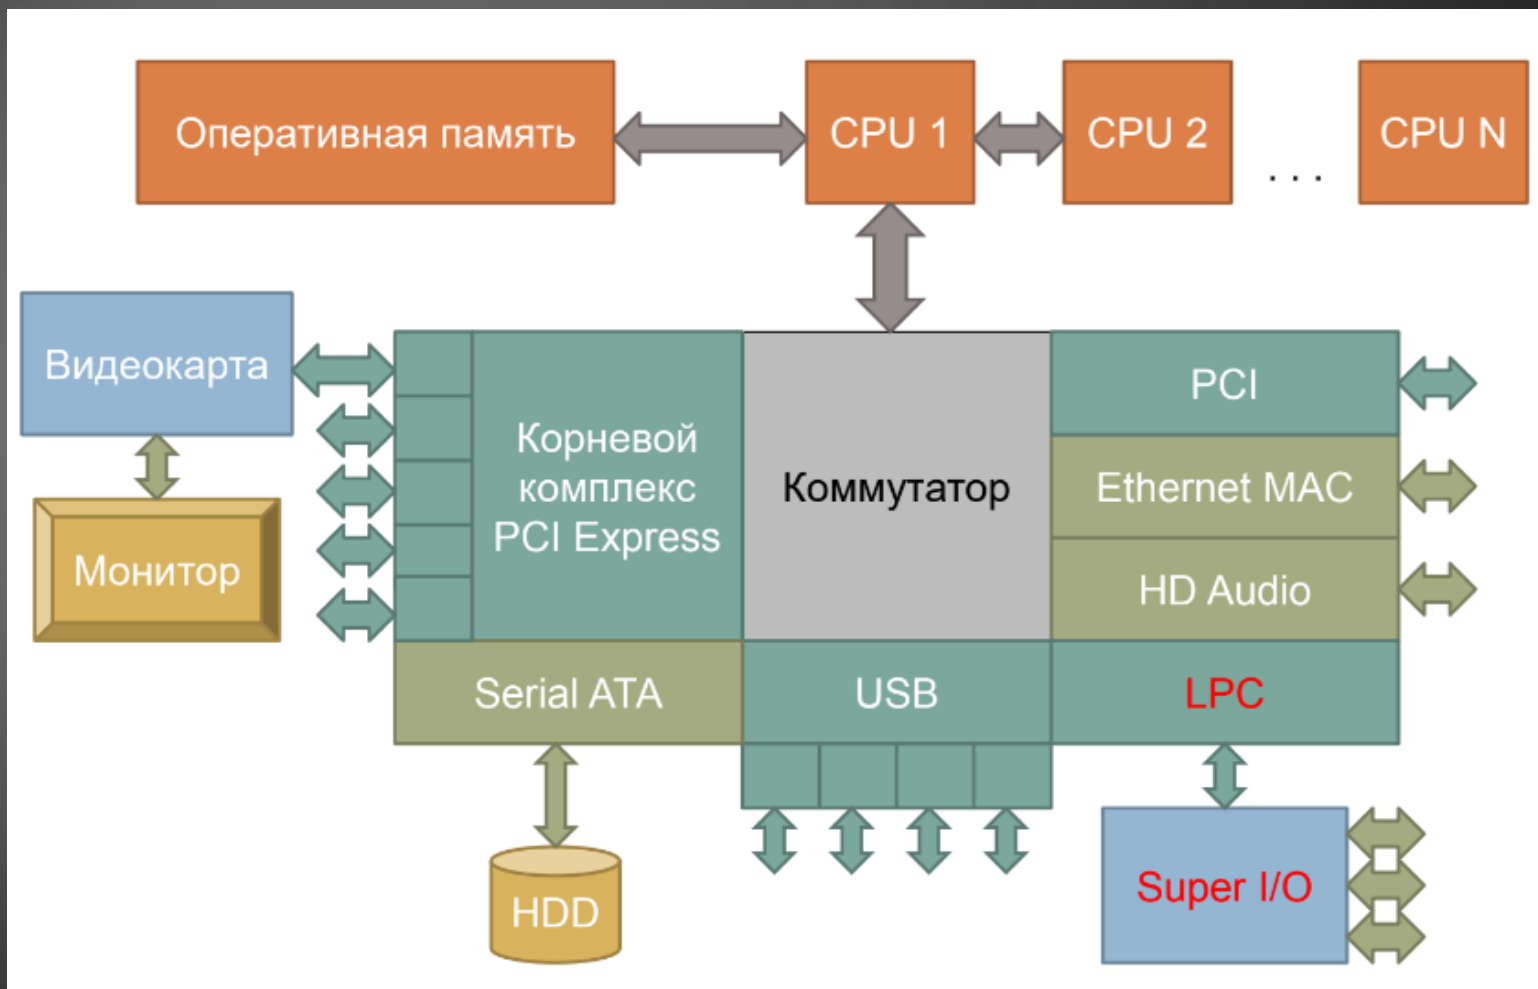 Оперативная память
CPU 1
CPU 2
. . .
CPU N
Видеокарта
Монитор
Корневой
комплекс
PCI Express
Коммутатор
PCI
Ethernet MAC
HD Audio
Serial ATA
USB
LPC
HDD
Super I/O